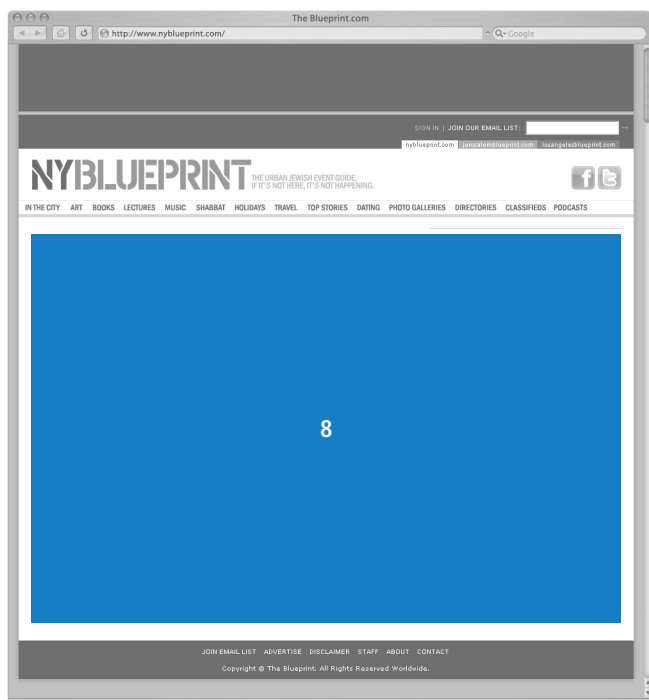 The Blueprint.com
http://www.nyblueprint.com/
Google
SIGN IN | JOIN OUR EMAIL LIST:
nyblueprint.com jerusalemblueprint.com losangelesblueprint.com
NYBLUEPRINT
THE URBAN JEWISH EVENT GUIDE.
IF IT'S NOT HERE, IT'S NOT HAPPENING.
IN THE CITY ART BOOKS LECTURES MUSIC SHABBAT HOLIDAYS TRAVEL TOP STORIES DATING PHOTO GALLERIES DIRECTORIES CLASSIFIEDS PODCASTS
8
JOIN EMAIL LIST ADVERTISE DISCLAIMER STAFF ABOUT CONTACT
Copyright © The Blueprint. All Rights Reserved Worldwide.